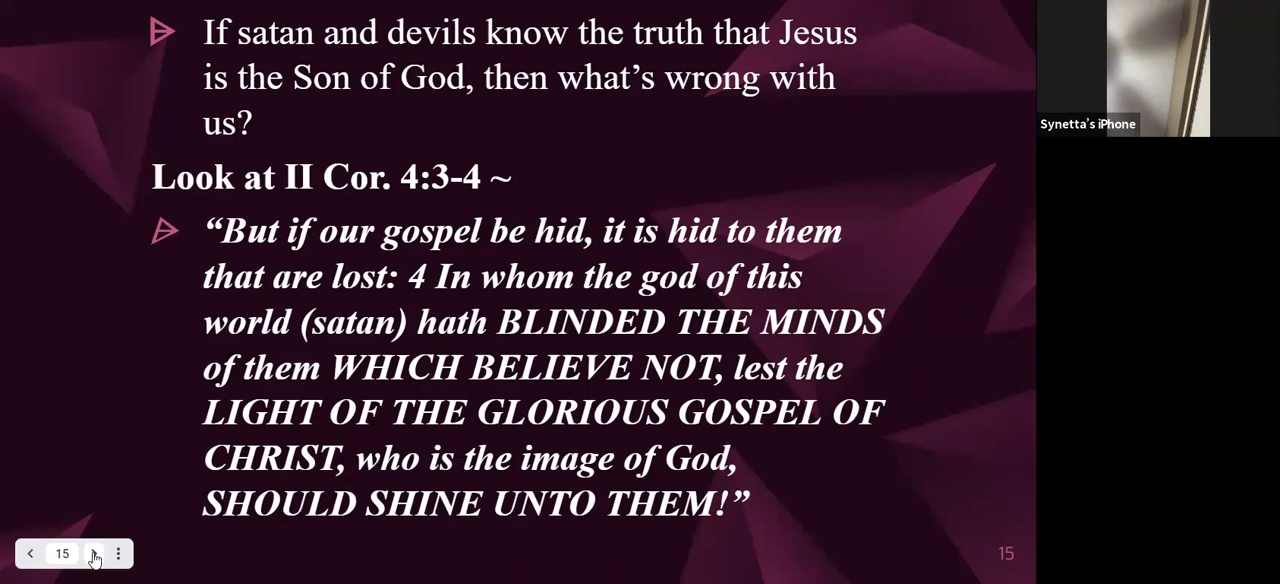 If satan and devils know the truth that Jesus
is the Son of God, then what’s wrong with
us?
Look at II Cor. 4:3-4 ~
“But if our gospel be hid, it is hid to them
that are lost: 4 In whom the god of this
world (satan) hath BLINDED THE MINDS
of them WHICH BELIEVE NOT, lest the
LIGHT OF THE GLORIOUS GOSPEL OF
CHRIST, who is the image of God,
SHOULD SHINE UNTO THEM!”
15
15
Synetta’s iPhone